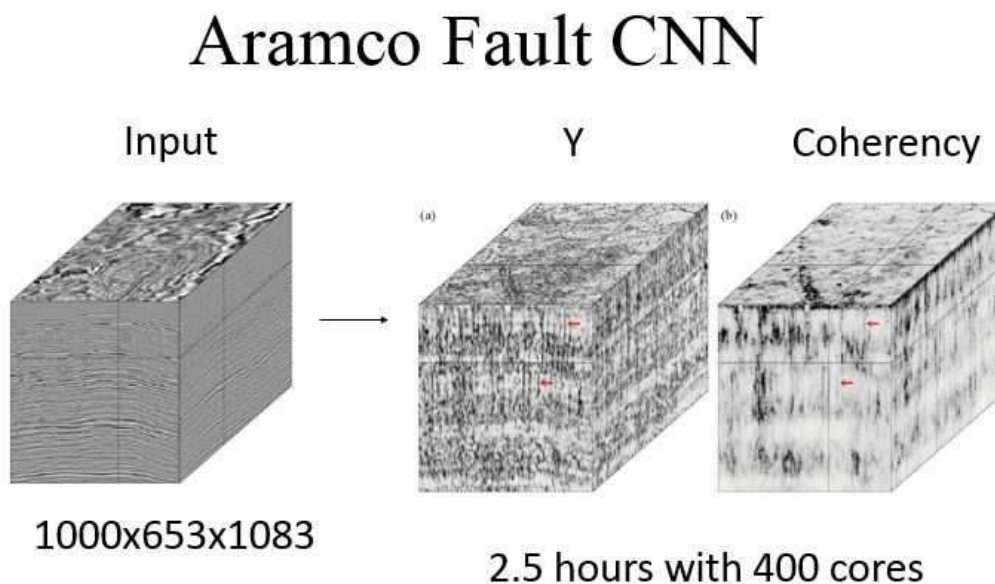 Aramco Fault CNN
Input
Y
Coherency
(a)
(b)
1000x653x1083
2.5 hours with 400 cores